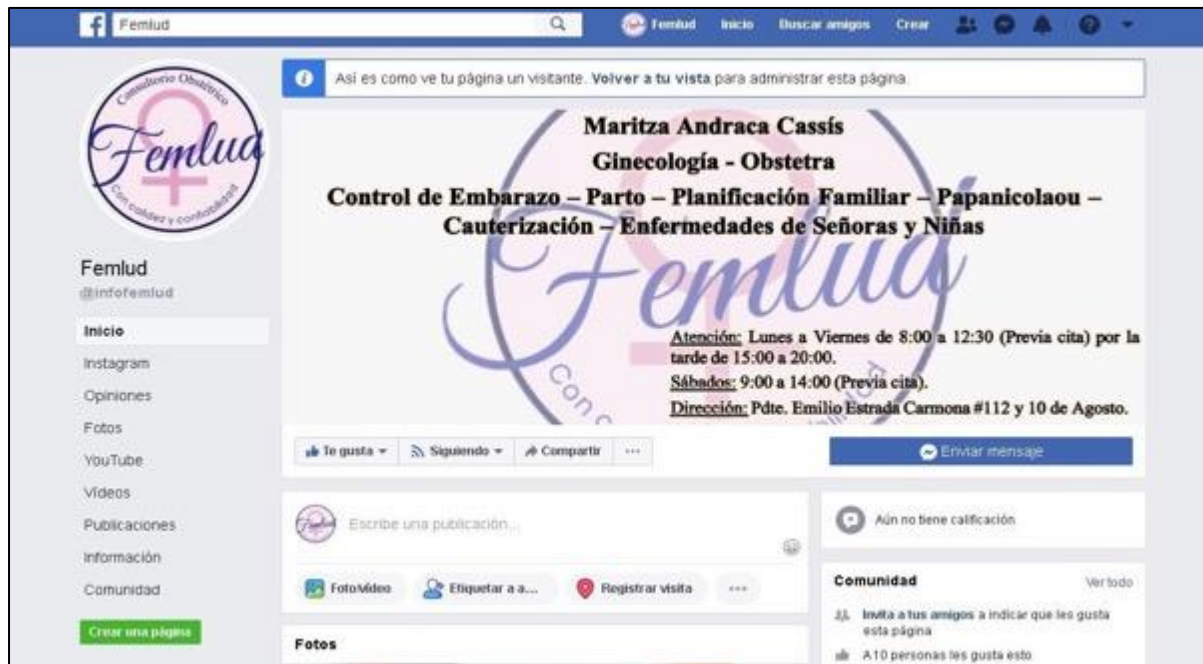 Femlud
Femlud Inicio Buscar amigos Crear
Consultorio Obstétrico
Femlud
Con calidez y confiabilidad
Así es como ve tu página un visitante. Volver a tu vista para administrar esta página.
Maritza Andraca Cassís
Ginecología - Obstetra
Control de Embarazo – Parto – Planificación Familiar – Papanicolaou –
Cauterización – Enfermedades de Señoras y Niñas
Femlud
Con c
Atención: Lunes a Viernes de 8:00 a 12:30 (Previa cita) por la
tarde de 15:00 a 20:00.
Sábados: 9:00 a 14:00 (Previa cita).
Dirección: Pdte. Emilio Estrada Carmona #112 y 10 de Agosto.
Femlud
@infofemlud
Inicio
Instagram
Opiniones
Fotos
YouTube
Vídeos
Publicaciones
Información
Comunidad
Crear una página
Te gusta Siguiendo Compartir ...
Enviar mensaje
Escribe una publicación...
Foto/vídeo Etiquetar a a... Registrar visita ...
Fotos
Aún no tiene calificación
Comunidad Ver todo
Invita a tus amigos a indicar que les gusta
esta página
A 10 personas les gusta esto